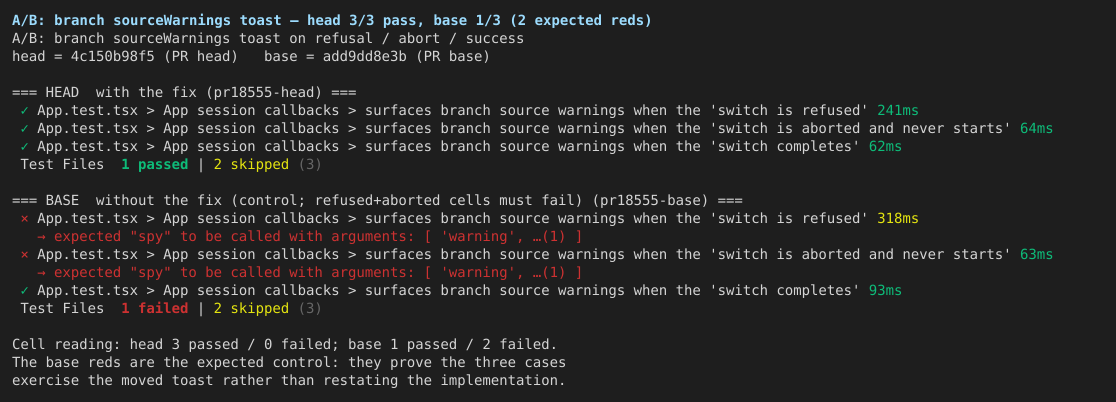 A/B: branch sourceWarnings toast — head 3/3 pass, base 1/3 (2 expected reds)
A/B: branch sourceWarnings toast on refusal / abort / success
head = 4c150b98f5 (PR head)   base = add9dd8e3b (PR base)
=== HEAD  with the fix (pr18555-head) ===
✓ App.test.tsx > App session callbacks > surfaces branch source warnings when the 'switch is refused' 241ms
✓ App.test.tsx > App session callbacks > surfaces branch source warnings when the 'switch is aborted and never starts' 64ms
✓ App.test.tsx > App session callbacks > surfaces branch source warnings when the 'switch completes' 62ms
Test Files  1 passed | 2 skipped (3)
=== BASE  without the fix (control; refused+aborted cells must fail) (pr18555-base) ===
× App.test.tsx > App session callbacks > surfaces branch source warnings when the 'switch is refused' 318ms
→ expected "spy" to be called with arguments: [ 'warning', …(1) ]
× App.test.tsx > App session callbacks > surfaces branch source warnings when the 'switch is aborted and never starts' 63ms
→ expected "spy" to be called with arguments: [ 'warning', …(1) ]
✓ App.test.tsx > App session callbacks > surfaces branch source warnings when the 'switch completes' 93ms
Test Files  1 failed | 2 skipped (3)
Cell reading: head 3 passed / 0 failed; base 1 passed / 2 failed.
The base reds are the expected control: they prove the three cases
exercise the moved toast rather than restating the implementation.